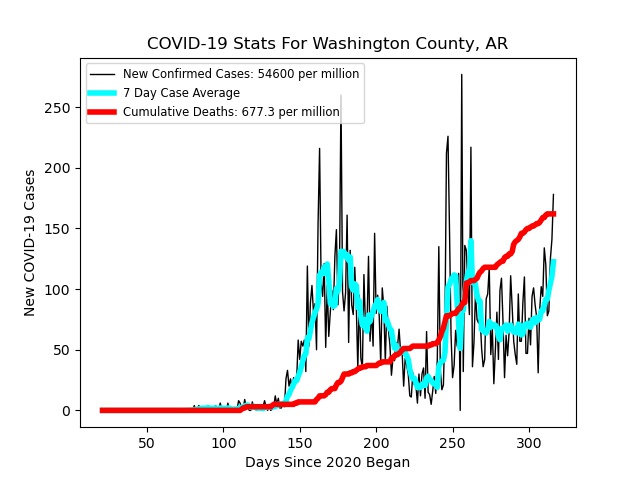 COVID-19 Stats For Washington County, AR
New Confirmed Cases: 54600 per million
7 Day Case Average
Cumulative Deaths: 677.3 per million
New COVID-19 Cases
250
200
150
100
50
0
50 100 150 200 250 300
Days Since 2020 Began